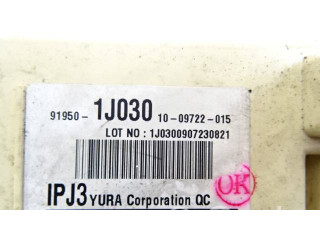 91950- 1J030 10-09722-015
LOT NO : 1J0300907230821
IPJ3 YURA Corporation QC
OK